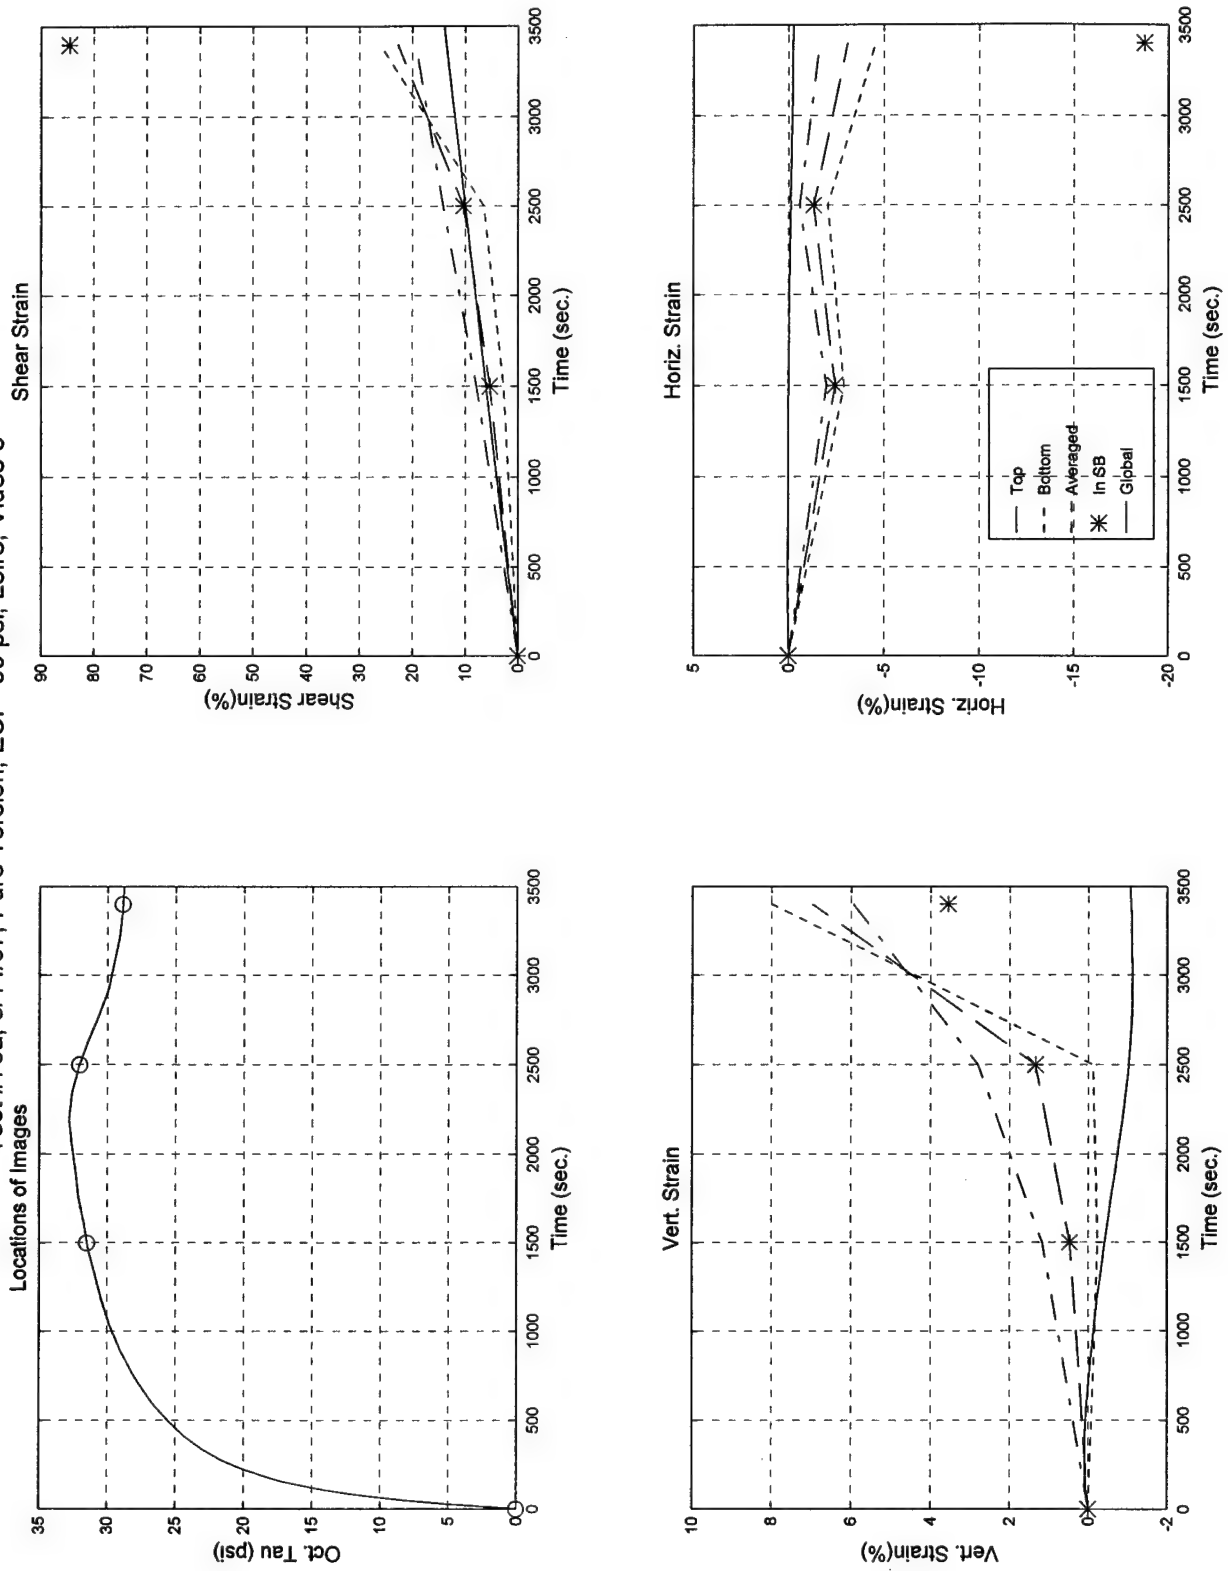 Pure Torsion, psi, Video
Locations of Images
35
30
25
20
15
10
5
0
Oct. Tau (psi)
0 500 1000 1500 2000 2500 3000 3500
Time (sec.)
Shear Strain
90
80
70
60
50
40
30
20
10
0
Shear Strain(%)
0 500 1000 1500 2000 2500 3000 3500
Time (sec.)
Vert. Strain
10
8
6
4
2
0
-2
Vert. Strain(%)
0 500 1000 1500 2000 2500 3000 3500
Time (sec.)
Horiz. Strain
5
0
-5
-10
-15
-20
Horiz. Strain(%)
Top
Bottom
Averaged
In SB
Global
0 500 1000 1500 2000 2500 3000 3500
Time (sec.)